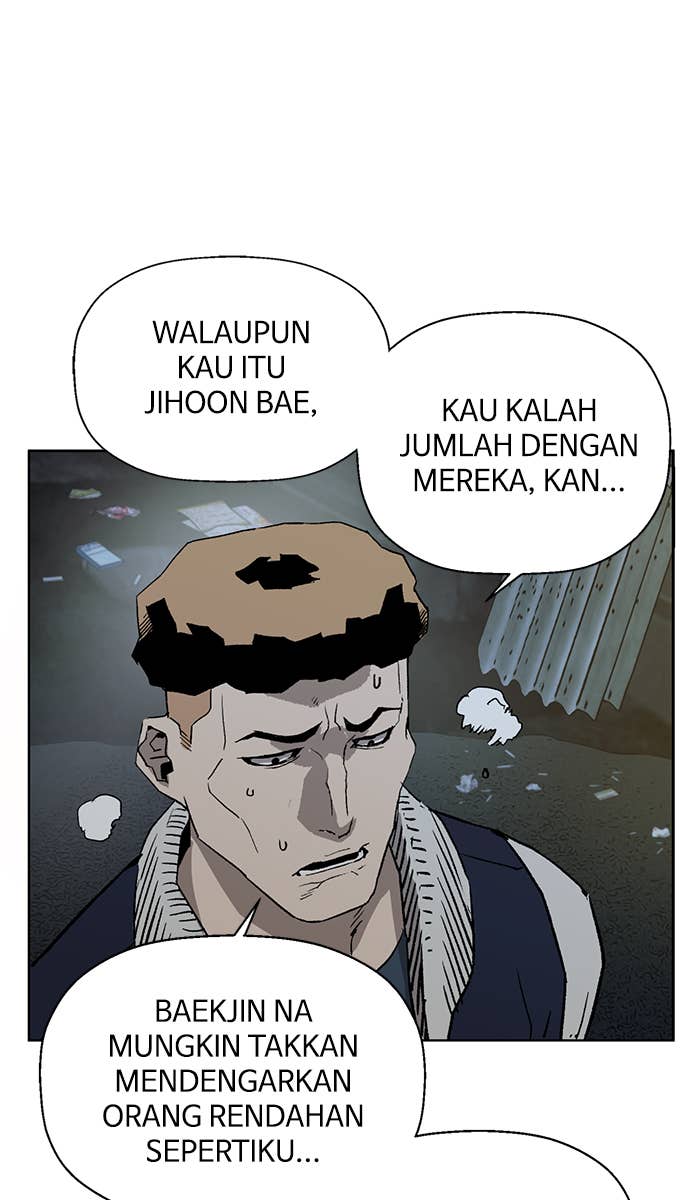 WALAUPUN
KAU ITU
JIHOON BAE,
KAU KALAH
JUMLAH DENGAN
MEREKA, KAN...
BAEKJIN NA
MUNGKIN TAKKAN
MENDENGARKAN
ORANG RENDAHAN
SEPERTIKU...